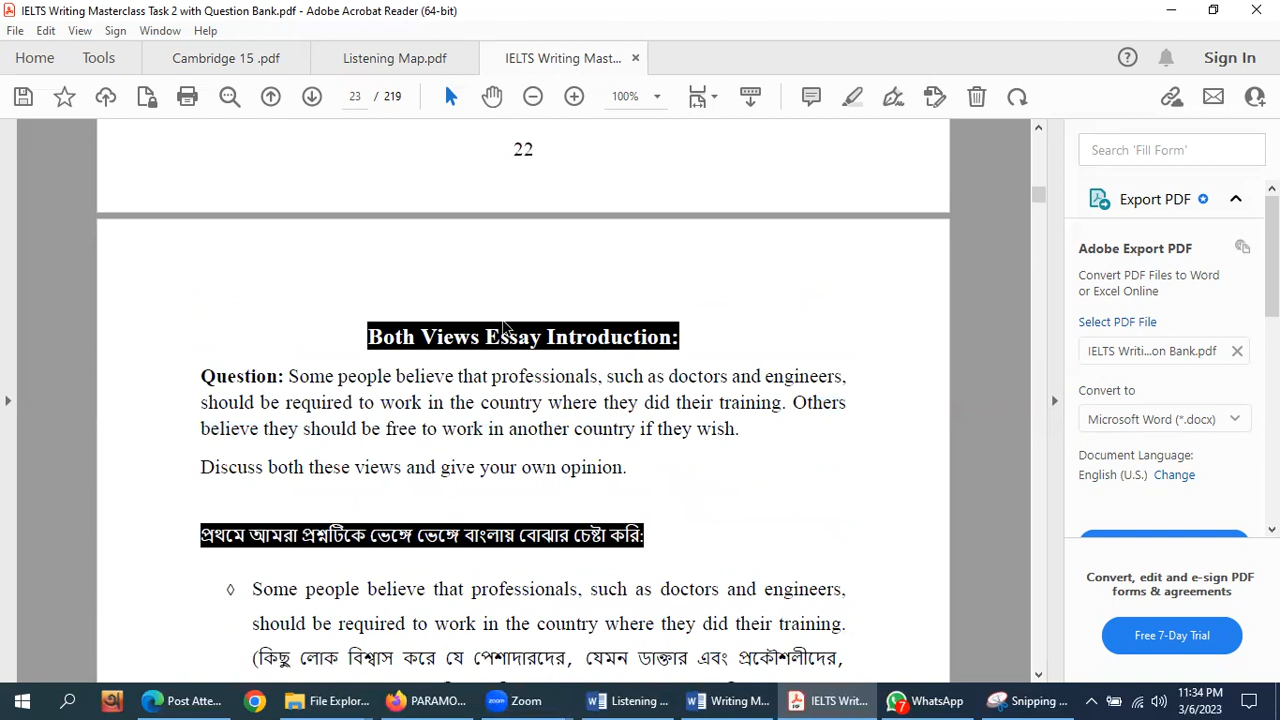 IELTS Writing Masterclass Task 2 with Question Bank.pdf - Adobe Acrobat Reader (64-bit)
File Edit View Sign Window Help
Home Tools Cambridge 15 .pdf Listening Map.pdf IELTS Writing Mast... Sign In
23 / 219 100%
Search 'Fill Form'
22
Export PDF
Adobe Export PDF
Convert PDF Files to Word
or Excel Online
Select PDF File
IELTS Writi...on Bank.pdf
Convert to
Microsoft Word (*.docx)
Document Language:
English (U.S.) Change
Convert, edit and e-sign PDF
forms & agreements
Free 7-Day Trial
Both Views Essay Introduction:
Question: Some people believe that professionals, such as doctors and engineers,
should be required to work in the country where they did their training. Others
believe they should be free to work in another country if they wish.
Discuss both these views and give your own opinion.
প্রথমে আমরা প্রশ্নটিকে ভেঙ্গে ভেঙ্গে বাংলায় বোঝার চেষ্টা করি:
◊ Some people believe that professionals, such as doctors and engineers,
should be required to work in the country where they did their training.
(কিছু লোক বিশ্বাস করে যে পেশাদারদের, যেমন ডাক্তার এবং প্রকৌশলীদের,
Post Atte... File Explor... PARAMO... Zoom Listening ... Writing M... IELTS Writ... WhatsApp Snipping ...
7
11:34 PM
3/6/2023